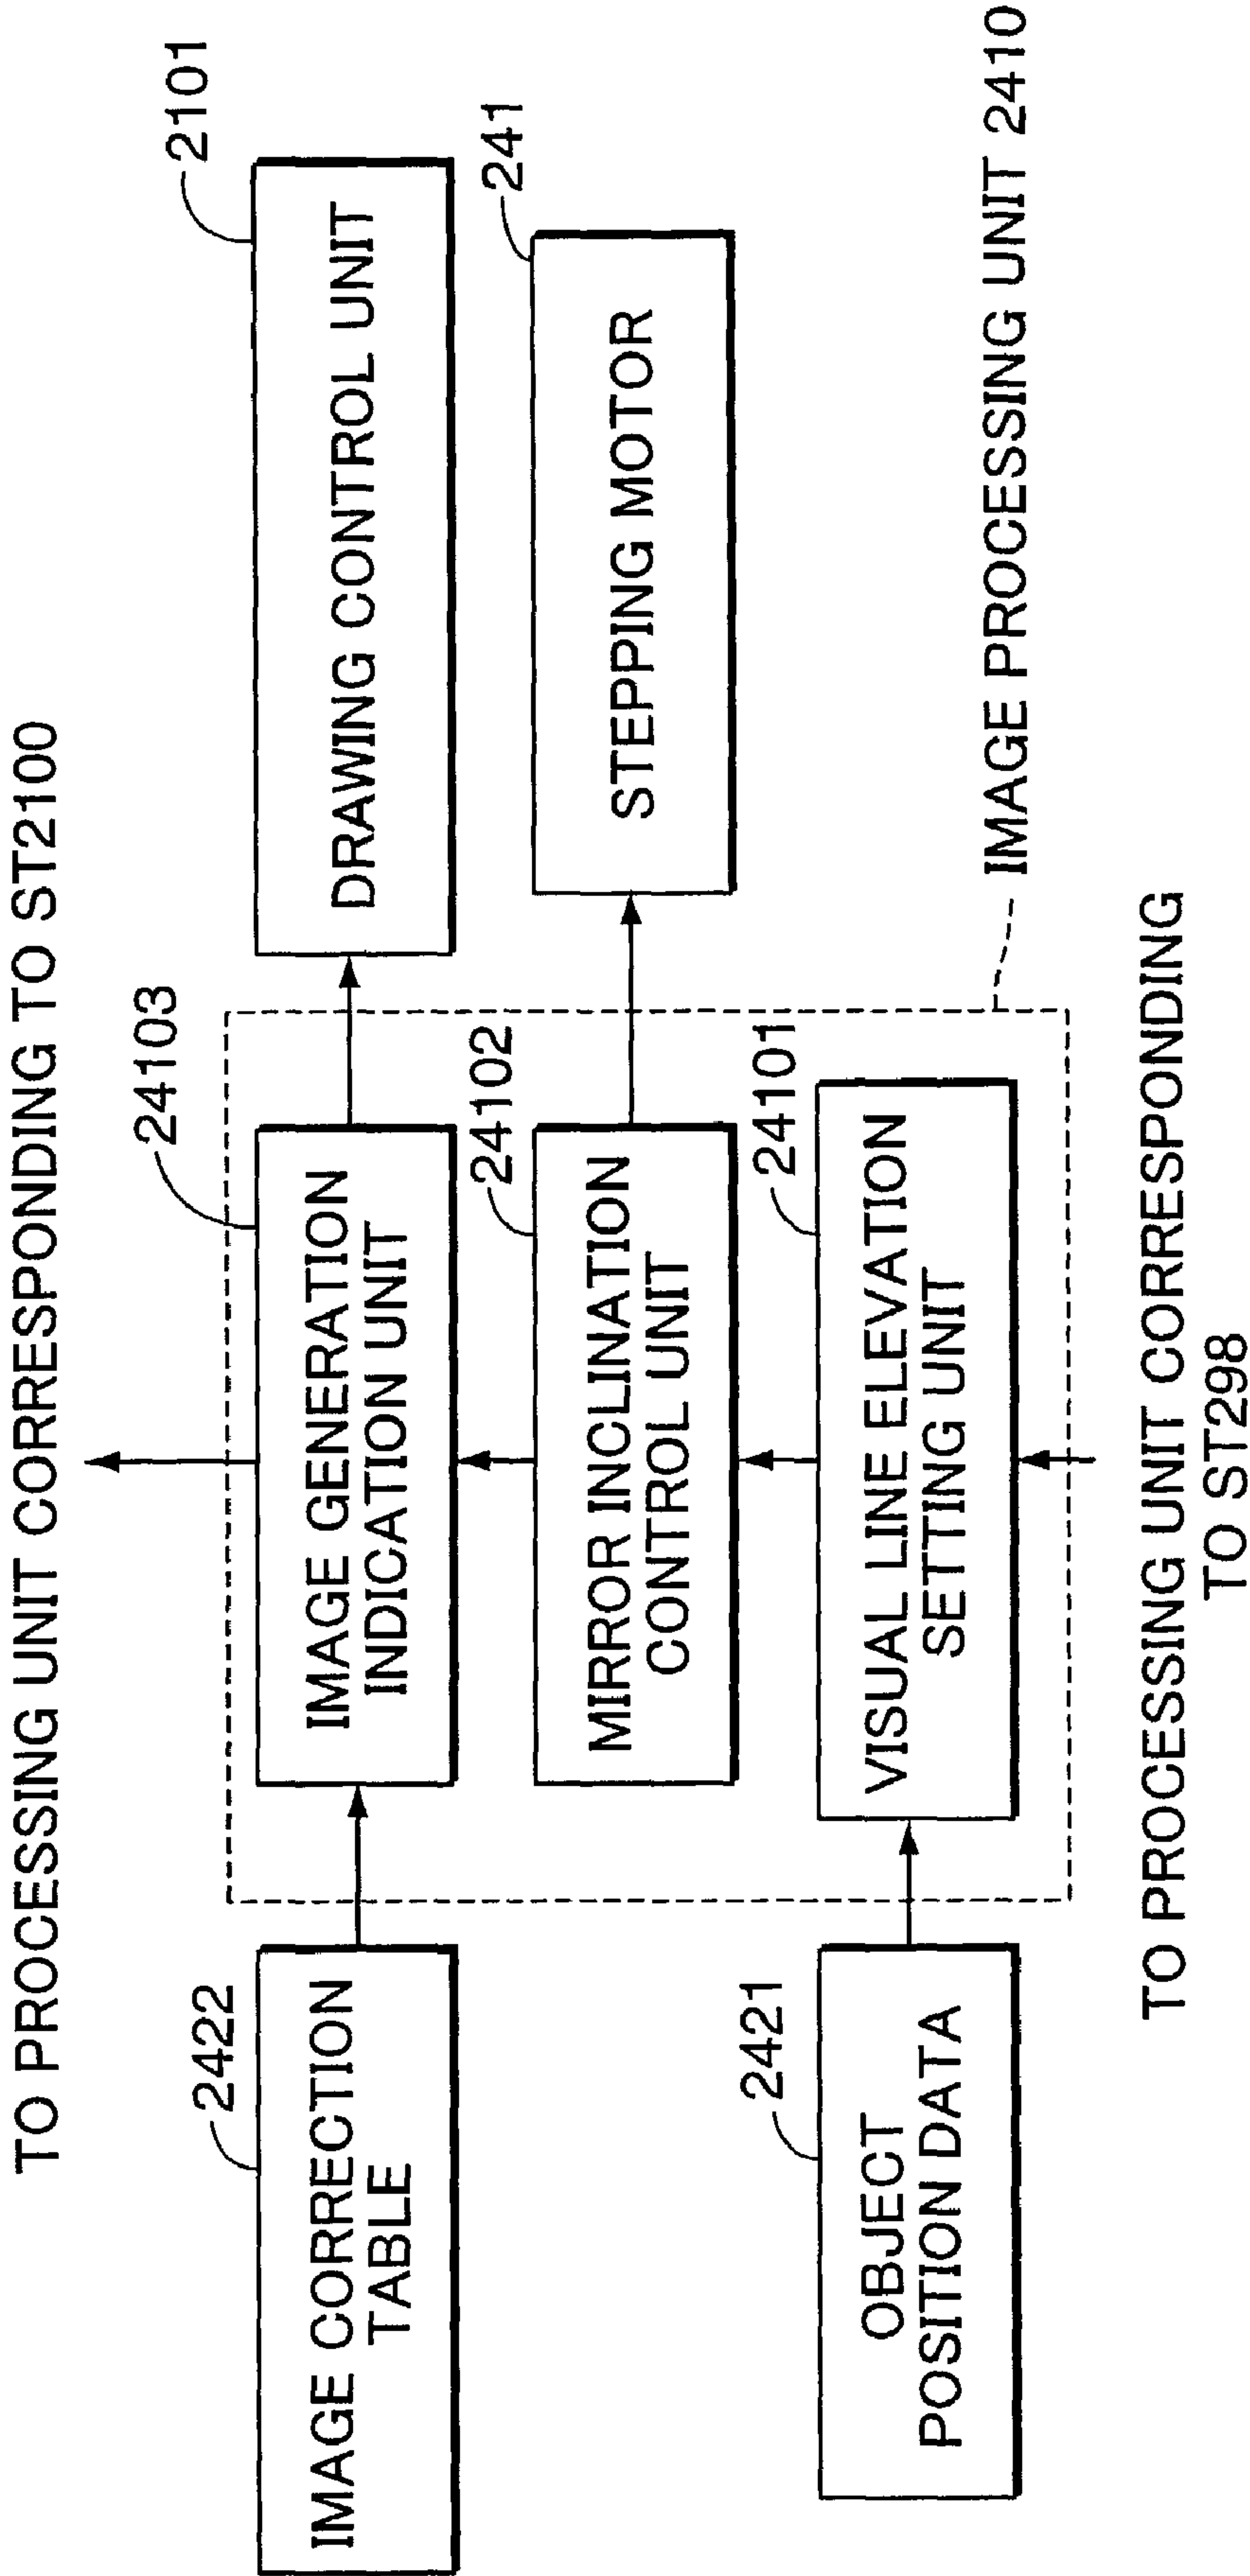 TO PROCESSING UNIT CORRESPONDING TO ST2100
2422
IMAGE CORRECTION
TABLE
24103
IMAGE GENERATION
INDICATION UNIT
2101
DRAWING CONTROL UNIT
24102
MIRROR INCLINATION
CONTROL UNIT
241
STEPPING MOTOR
2421
OBJECT
POSITION DATA
24101
VISUAL LINE ELEVATION
SETTING UNIT
IMAGE PROCESSING UNIT 2410
TO PROCESSING UNIT CORRESPONDING
TO ST298